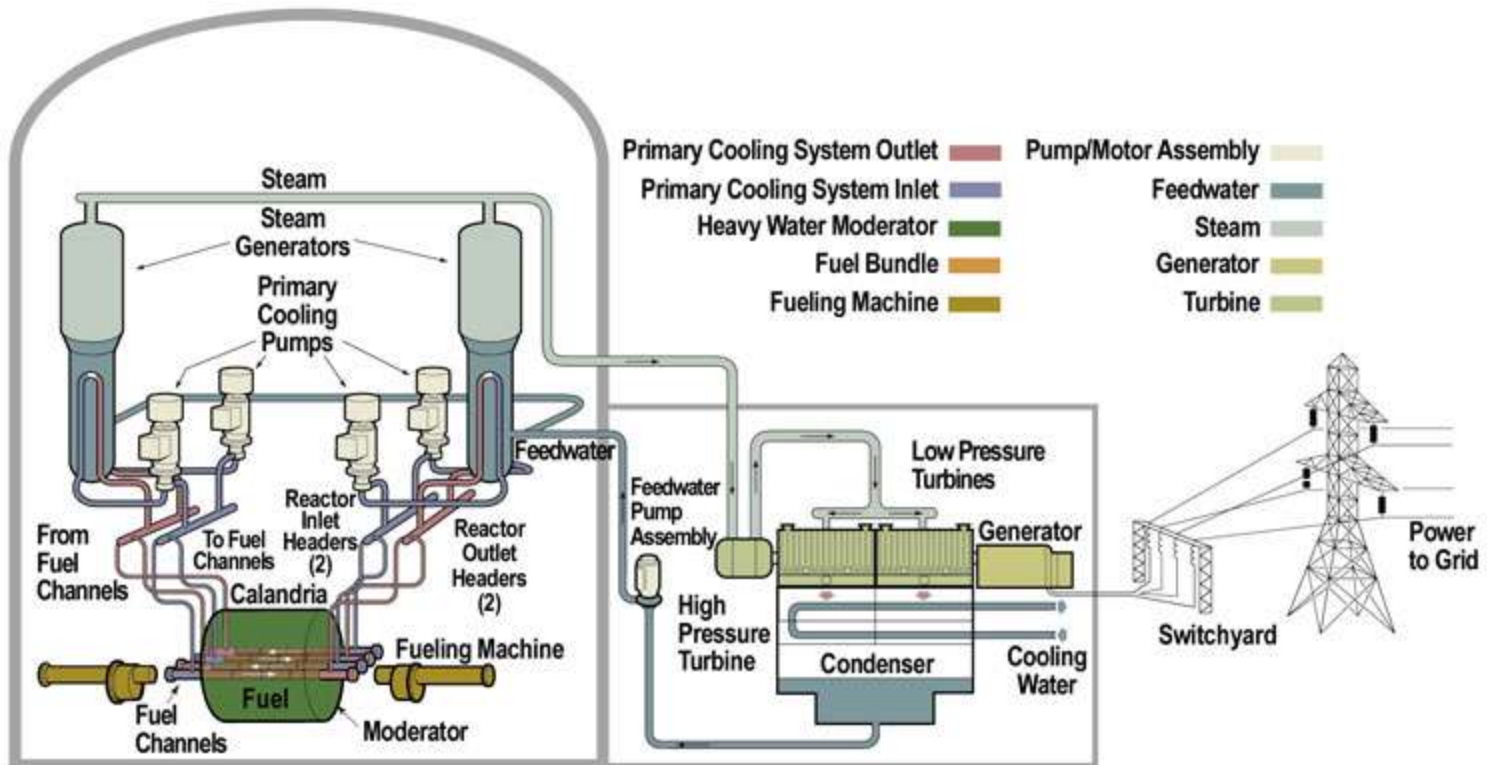 Primary Cooling System Outlet
Primary Cooling System Inlet
Heavy Water Moderator
Fuel Bundle
Fueling Machine
Pump/Motor Assembly
Feedwater
Steam
Generator
Turbine
Steam
Steam
Generators
Primary
Cooling
Pumps
Feedwater
From
Fuel
Channels
To Fuel
Channels
Reactor
Inlet
Headers
(2)
Reactor
Outlet
Headers
(2)
Calandria
Fueling Machine
Fuel
Fuel
Channels
Moderator
Feedwater
Pump
Assembly
High
Pressure
Turbine
Low Pressure
Turbines
Generator
Condenser
Cooling
Water
Switchyard
Power
to Grid